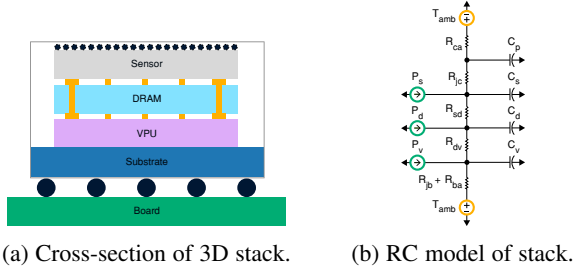 Sensor
DRAM
VPU
Substrate
Board
(a) Cross-section of 3D stack.
T_amb
R_ca
C_p
R_jc
P_s
C_s
R_sd
P_d
C_d
R_dv
P_v
C_v
R_jb + R_ba
T_amb
(b) RC model of stack.